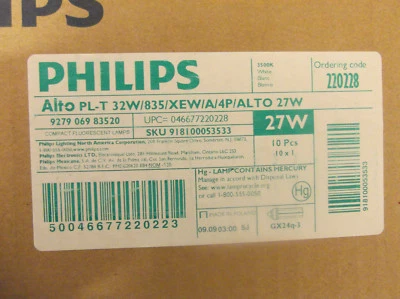 PS
PHILIPS
3500K
White
Blanc
Blanco
Ordering code
220228
Alto PL-T 32W/835/XEW/A/4P/ALTO 27W
9279 069 83520
UPC= 046677220228
COMPACT FLUORESCENT LAMPS
SKU 918100053533
27W
10 Pcs
10 x 1
Philips Lighting North America Corporation,
Philips Electronics LTD.
Hg - LAMP CONTAINS MERCURY
Manage in accord with Disposal Laws
See: www.lamprecycle.org
or call 1-800-555-0050
Hg
GX24q-3
918100053533
50046677220223